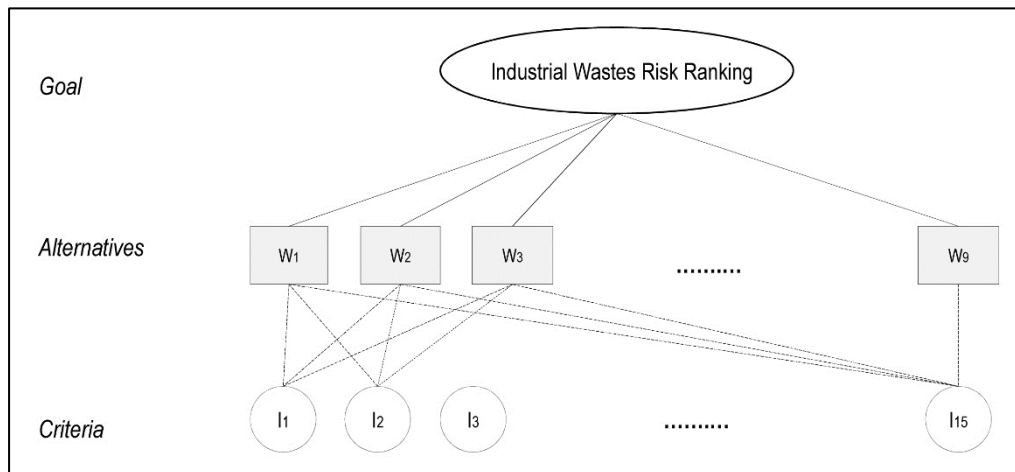 Goal
Industrial Wastes Risk Ranking
Alternatives
W1
W2
W3
..........
W9
Criteria
I1
I2
I3
..........
I15